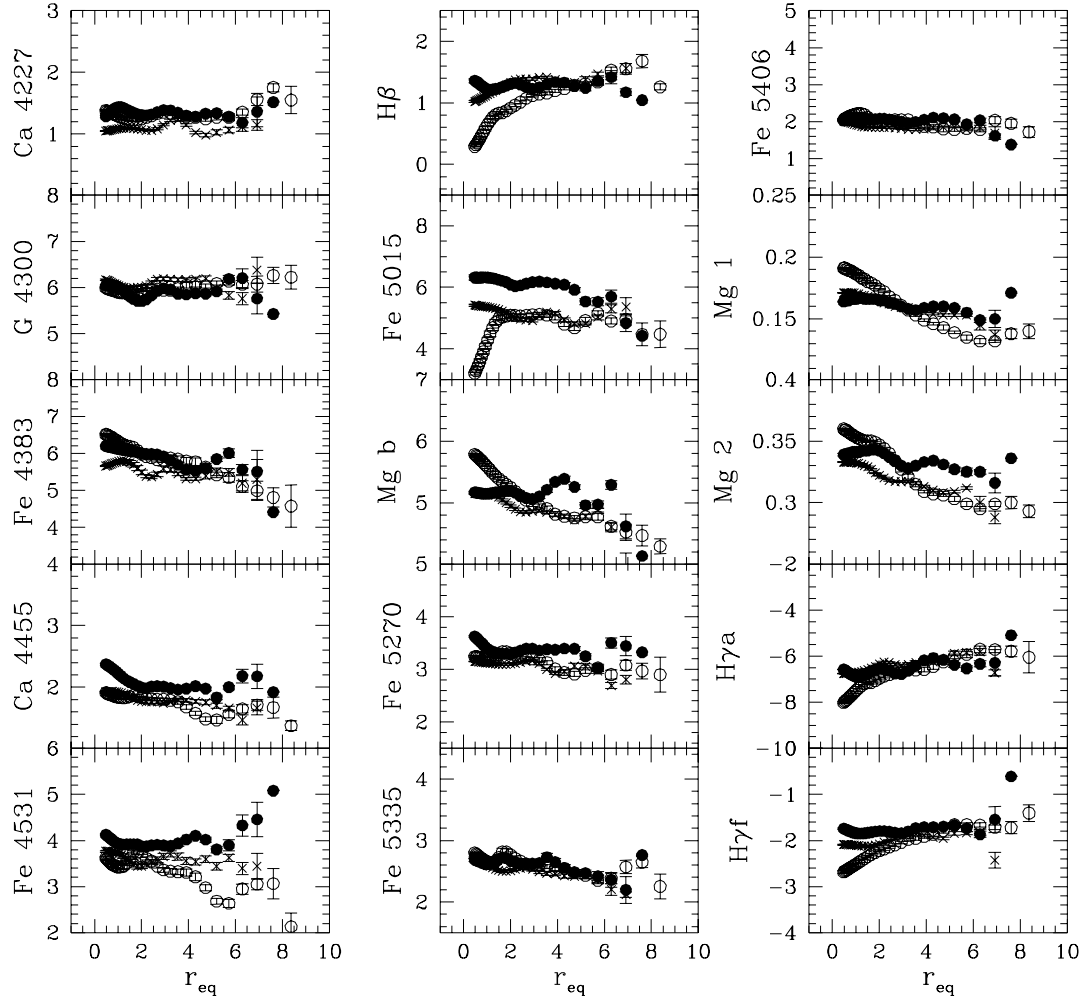 Ca 4227
3
2
1
8
G 4300
7
6
5
8
Fe 4383
7
6
5
4
4
Ca 4455
3
2
6
Fe 4531
5
4
3
2
0 2 4 6 8 10
r_eq
Hβ
2
1
0
Fe 5015
8
6
4
7
Mg b
6
5
5
Fe 5270
4
3
2
Fe 5335
4
3
2
0 2 4 6 8 10
r_eq
Fe 5406
5
4
3
2
1
0.25
Mg 1
0.2
0.15
0.4
Mg 2
0.35
0.3
-2
Hγa
-4
-6
-8
-10
Hγf
-1
-2
-3
-4
0 2 4 6 8 10
r_eq